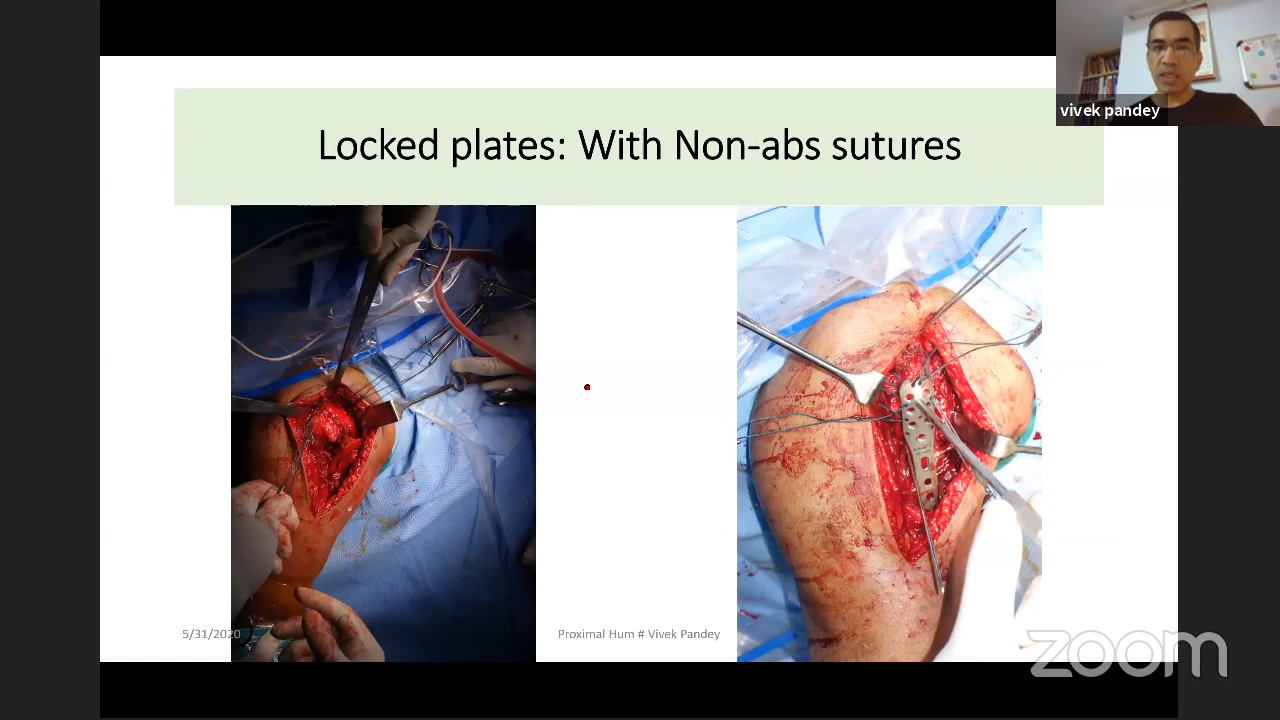 vivek pandey
Locked plates: With Non-abs sutures
5/31/2020
Proximal Hum # Vivek Pandey
zoom